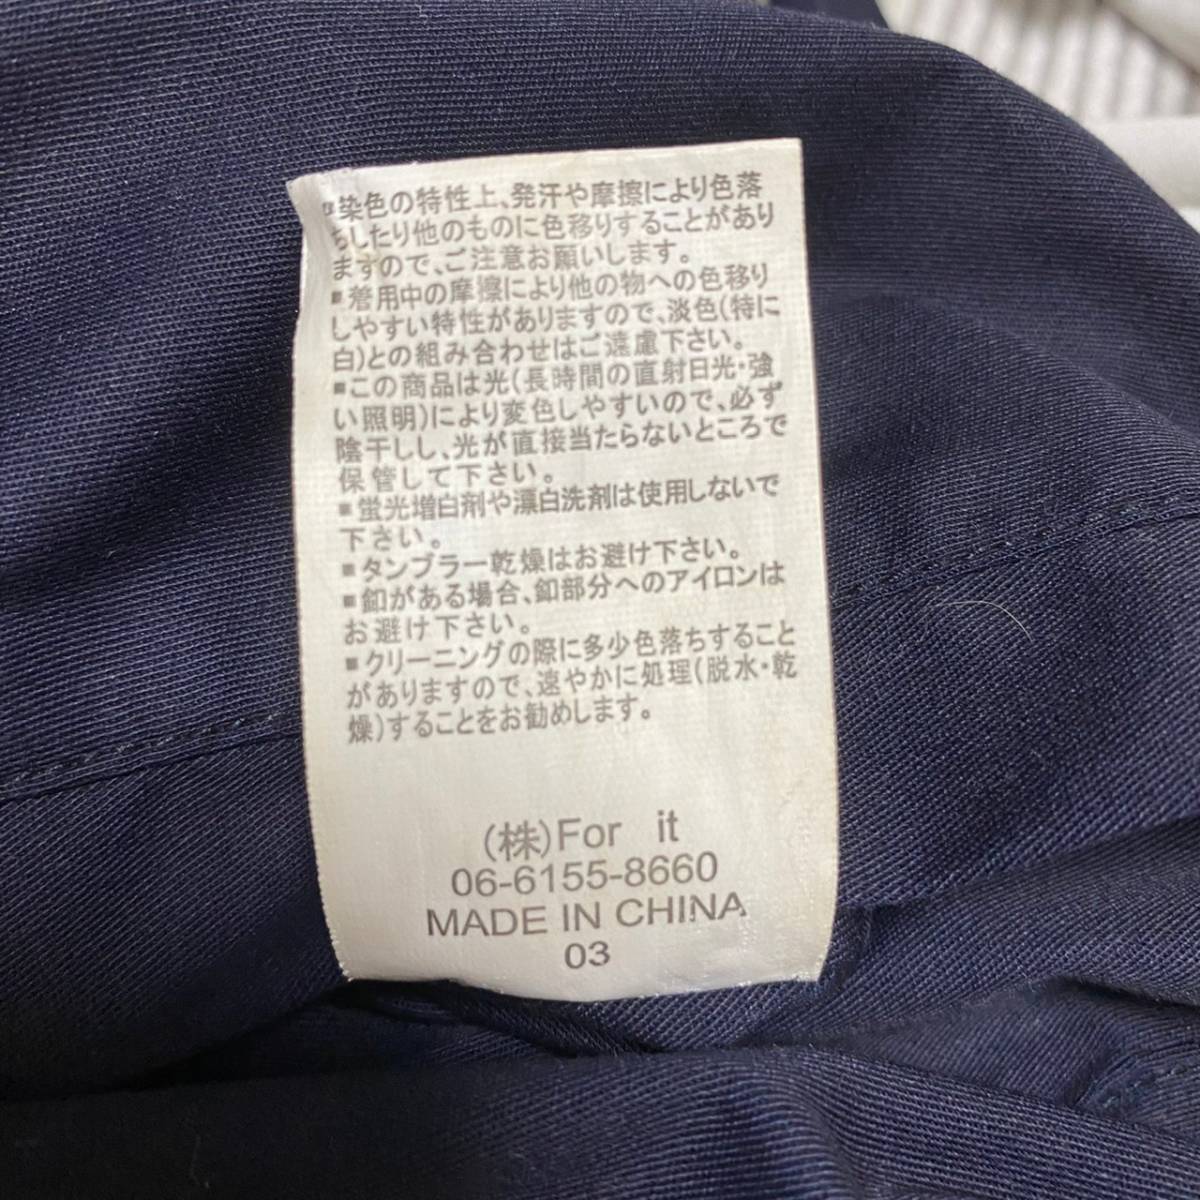 ■染色の特性上、発汗や摩擦により色落
ちしたり他のものに色移りすることがあり
ますので、ご注意お願いします。
■着用中の摩擦により他の物への色移り
しやすい特性がありますので、淡色(特に
白)との組み合わせはご遠慮下さい。
■この商品は光(長時間の直射日光・強
い照明)により変色しやすいので、必ず
陰干しし、光が直接当たらないところで
保管して下さい。
■蛍光増白剤や漂白洗剤は使用しないで
下さい。
■タンブラー乾燥はお避け下さい。
■釦がある場合、釦部分へのアイロンは
お避け下さい。
■クリーニングの際に多少色落ちすること
がありますので、速やかに処理(脱水・乾
燥)することをお勧めします。
(株)For it
06-6155-8660
MADE IN CHINA
03